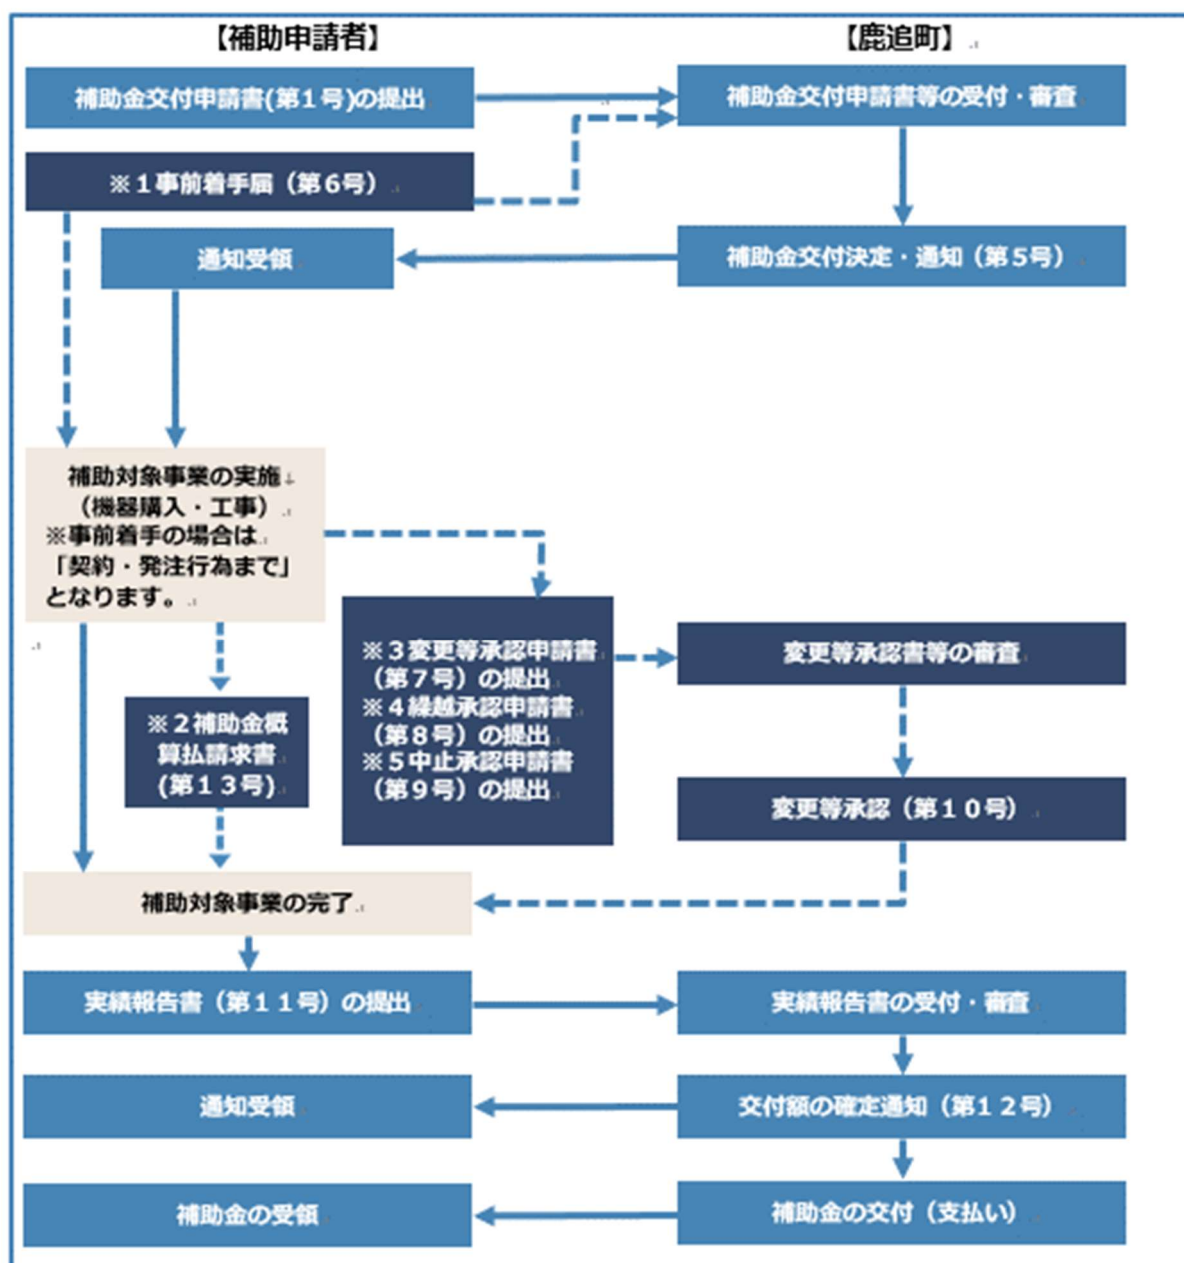 【補助申請者】
【鹿追町】
補助金交付申請書(第１号)の提出
補助金交付申請書等の受付・審査
※１事前着手届（第６号）
通知受領
補助金交付決定・通知（第５号）
補助対象事業の実施
（機器購入・工事）
※事前着手の場合は
「契約・発注行為まで」
となります。
※３変更等承認申請書
（第７号）の提出
※４繰越承認申請書
（第８号）の提出
※５中止承認申請書
（第９号）の提出
変更等承認書等の審査
※２補助金概
算払請求書
(第１３号)
変更等承認（第１０号）
補助対象事業の完了
実績報告書（第１１号）の提出
実績報告書の受付・審査
通知受領
交付額の確定通知（第１２号）
補助金の受領
補助金の交付（支払い）